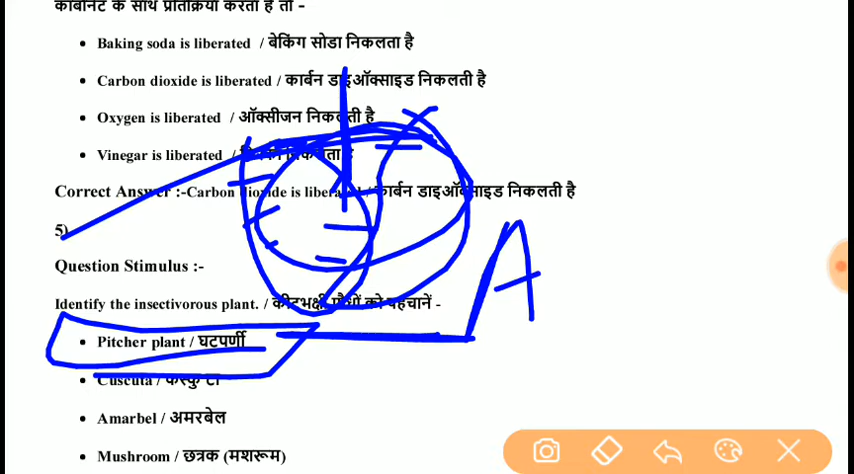 कार्बोनेट के साथ प्रतिक्रिया करता है तो -
Baking soda is liberated / बेकिंग सोडा निकलता है
Carbon dioxide is liberated / कार्बन डाइऑक्साइड निकलती है
Oxygen is liberated / ऑक्सीजन निकलती है
Vinegar is liberated / निकलता है
Correct Answer :-Carbon dioxide is liberated / कार्बन डाइऑक्साइड निकलती है
5)
Question Stimulus :-
Identify the insectivorous plant. / कीटभक्षी पौधों को पहचानें -
Pitcher plant / घटपर्णी
A
Cuscuta / कस्कुटा
Amarbel / अमरबेल
Mushroom / छत्रक (मशरूम)